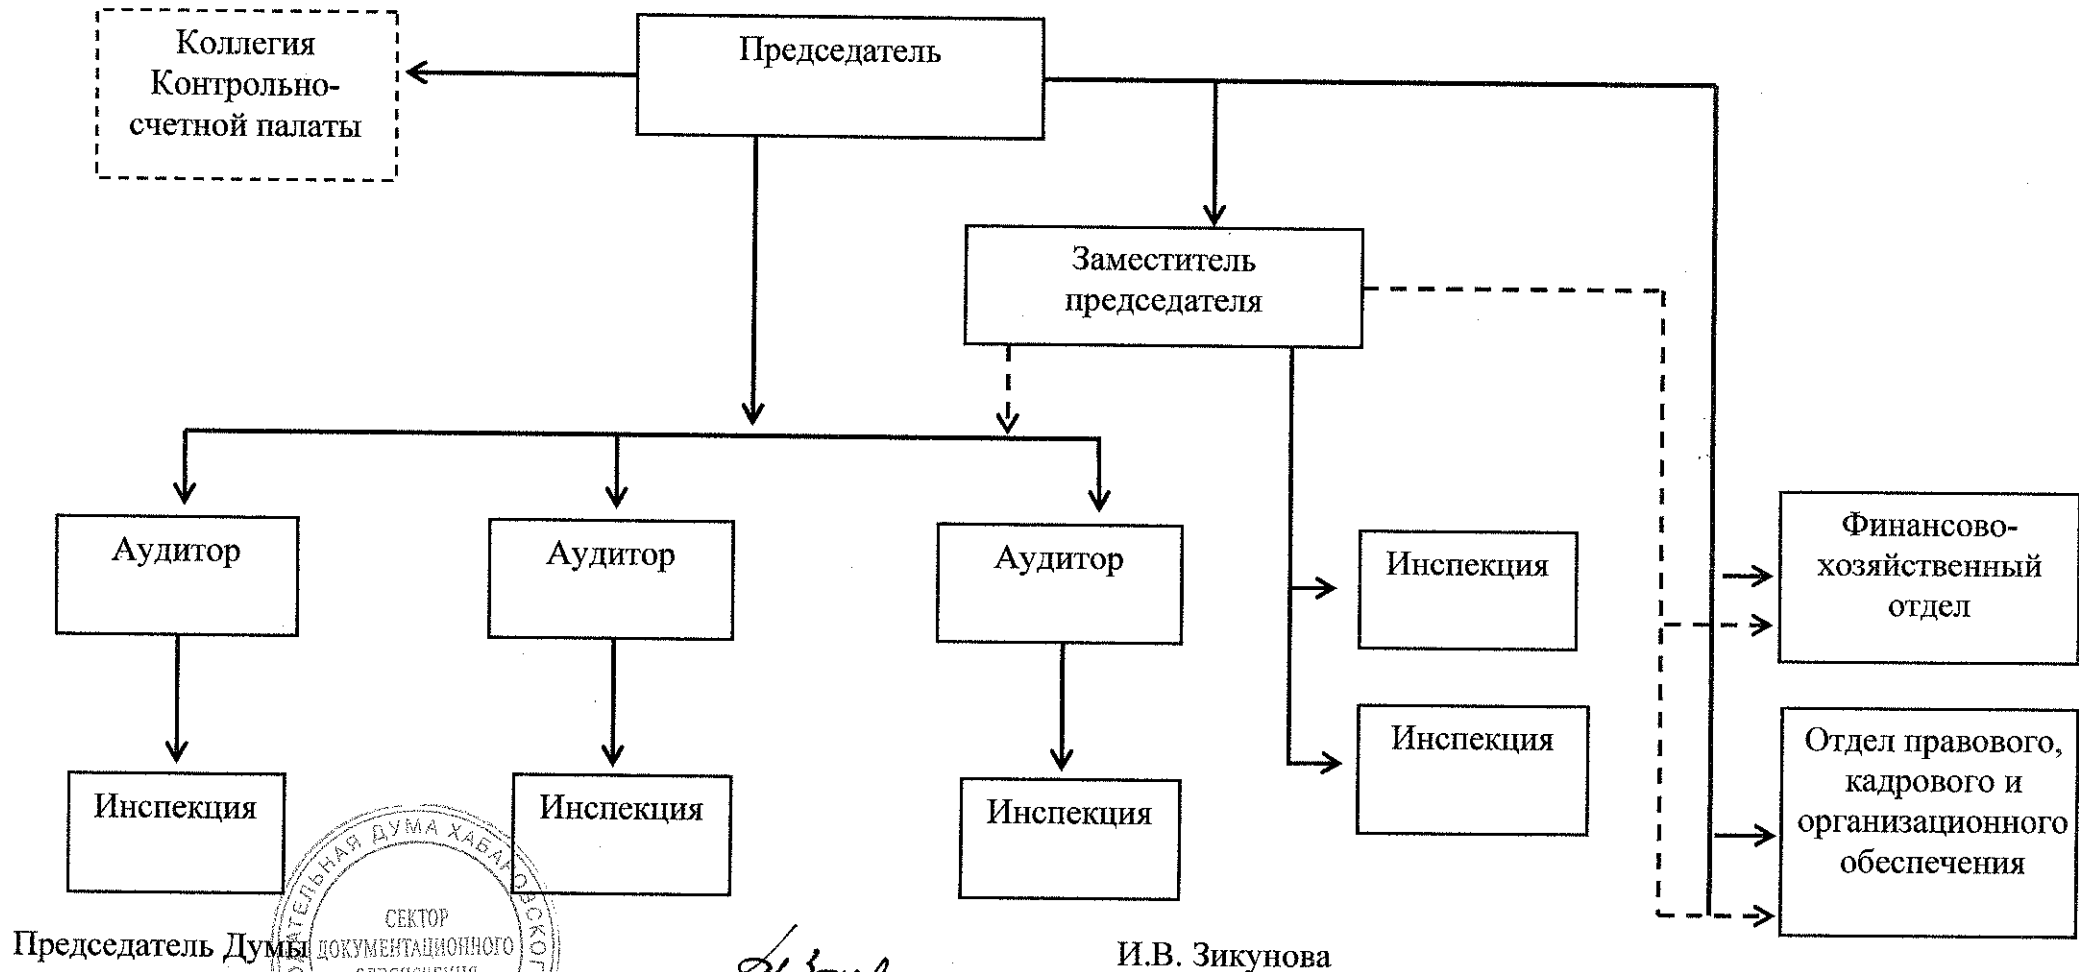 Коллегия
Контрольно-
счетной палаты
Председатель
Заместитель
председателя
Аудитор
Аудитор
Аудитор
Инспекция
Финансово-
хозяйственный
отдел
Инспекция
Отдел правового,
кадрового и
организационного
обеспечения
Инспекция
Инспекция
Инспекция
ДУМА
СЕКТОР
ДОКУМЕНТАЦИОННОГО
Председатель Думы
И.В. Зикунова